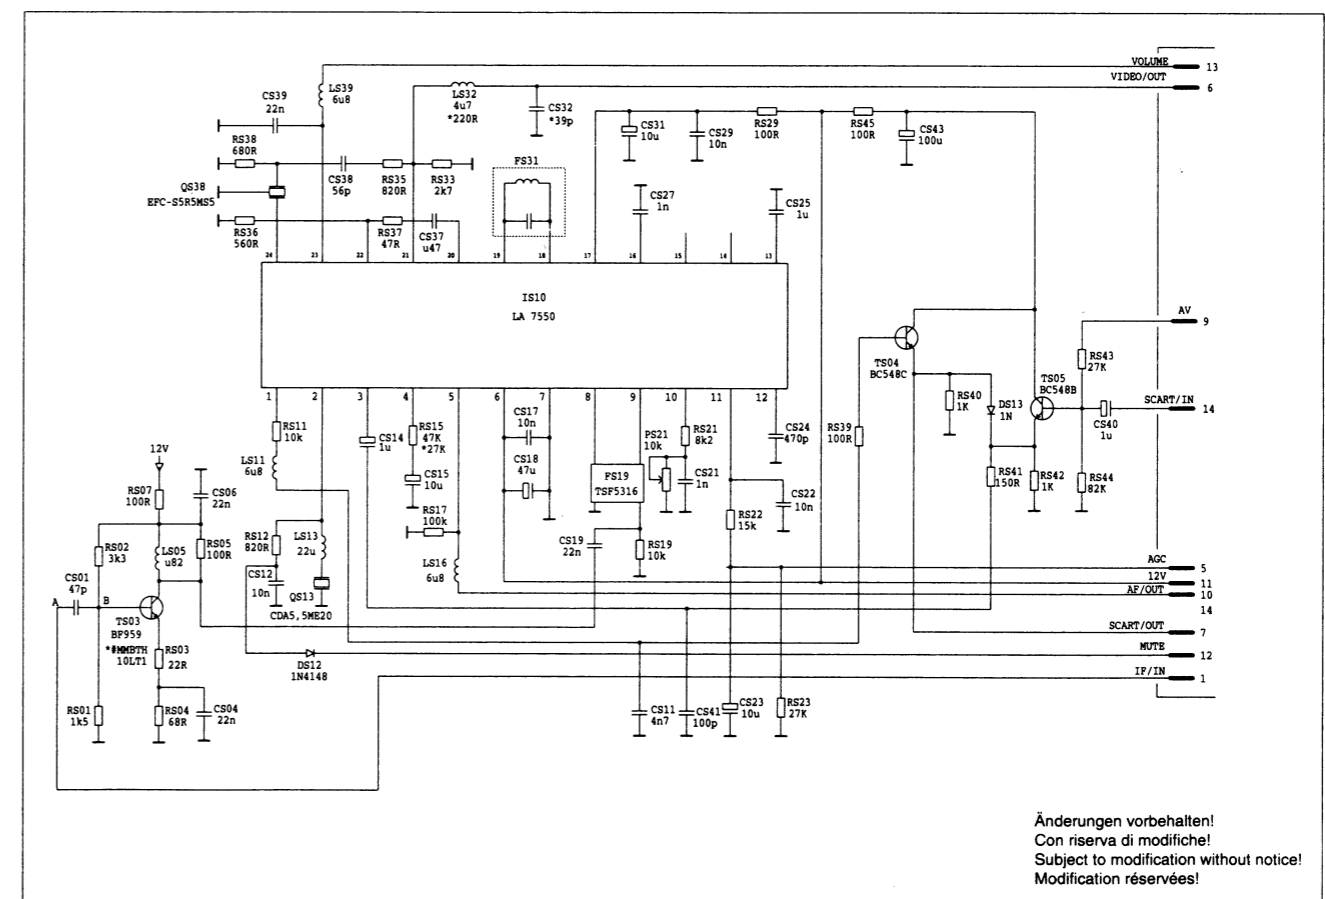 VOLUME 13
VIDEO/OUT
6
LS39
6u8
CS39
22n
LS32
4u7
*220R
CS32
*39p
CS31
10u
CS29
10n
RS29
100R
RS45
100R
CS43
100u
RS38
680R
FS31
QS38
EFC-S5R5MS5
CS38
56p
RS35
820R
RS33
2k7
CS27
1n
CS25
1u
RS36
560R
RS37
47R
CS37
u47
24 23 22 21 20 19 18 17 16 15 14 13
IS10
LA 7550
AV
9
TS04
BC548C
RS43
27K
TS05
BC548B
RS40
1K
DS13
1N
SCART/IN
14
CS40
1u
1 2 3 4 5 6 7 8 9 10 11 12
RS11
10k
CS14
1u
RS15
47K
*27K
CS17
10n
PS21
10k
RS21
8k2
CS24
470p
RS39
100R
12V
LS11
6u8
CS15
10u
CS18
47u
FS19
TSF5316
CS21
1n
RS41
150R
RS42
1K
RS44
82K
RS07
100R
CS06
22n
CS22
10n
RS17
100k
RS22
15k
RS12
820R
LS13
22u
CS19
22n
RS19
10k
RS02
3k3
LS05
u82
RS05
100R
LS16
6u8
AGC
5
CS01
47p
CS12
10n
QS13
CDA5,5ME20
12V
11
AF/OUT
10
A B
14
TS03
BF959
*#MMBTH
10LT1
SCART/OUT
7
RS03
22R
MUTE
12
DS12
1N4148
IF/IN
1
RS01
1k5
RS04
68R
CS04
22n
CS11
4n7
CS41
100p
CS23
10u
RS23
27K
Änderungen vorbehalten!
Con riserva di modifiche!
Subject to modification without notice!
Modification réservées!